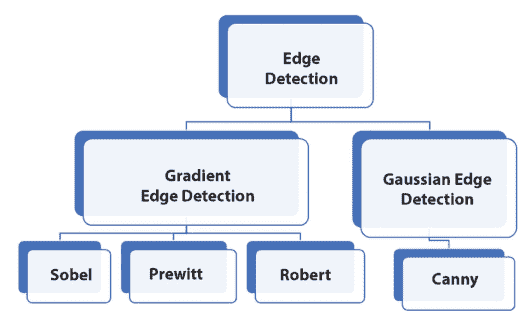 Edge
Detection
Gradient
Edge Detection
Gaussian Edge
Detection
Sobel
Prewitt
Robert
Canny